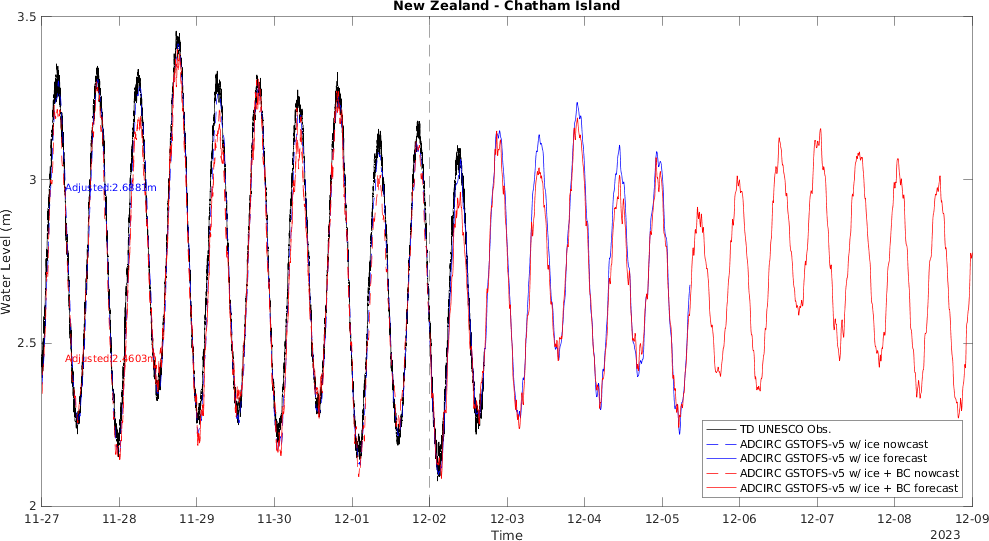 New Zealand - Chatham Island
3.5
3
2.5
2
Water Level (m)
Adjusted:2.6881m
Adjusted:2.4603m
TD UNESCO Obs.
ADCIRC GSTOFS-v5 w/ ice nowcast
ADCIRC GSTOFS-v5 w/ ice forecast
ADCIRC GSTOFS-v5 w/ ice + BC nowcast
ADCIRC GSTOFS-v5 w/ ice + BC forecast
11-27 11-28 11-29 11-30 12-01 12-02 12-03 12-04 12-05 12-06 12-07 12-08 12-09
Time
2023